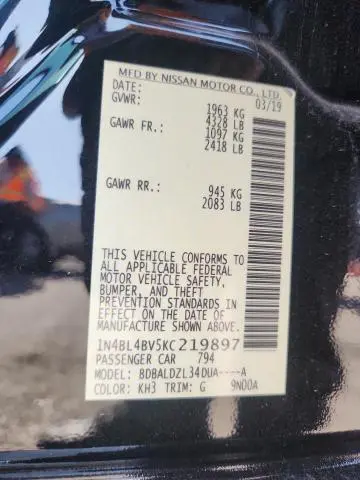 MFD BY NISSAN MOTOR CO., LTD.
DATE: 03/19
GVWR: 1963 KG
4328 LB
GAWR FR.: 1097 KG
2418 LB
GAWR RR.: 945 KG
2083 LB
THIS VEHICLE CONFORMS TO
ALL APPLICABLE FEDERAL
MOTOR VEHICLE SAFETY,
BUMPER, AND THEFT
PREVENTION STANDARDS IN
EFFECT ON THE DATE OF
MANUFACTURE SHOWN ABOVE.
1N4BL4BV5KC219897
PASSENGER CAR 794
MODEL: BDBALDZL34DUA----A
COLOR: KH3 TRIM: G 9N00A